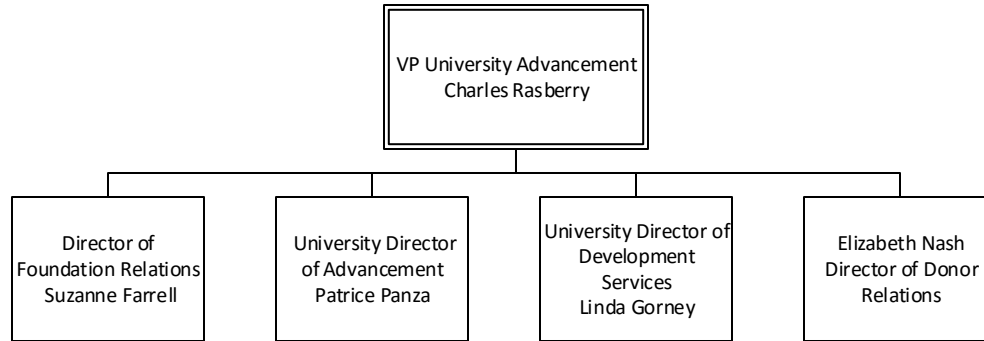 VP University Advancement
Charles Rasberry
Director of
Foundation Relations
Suzanne Farrell
University Director
of Advancement
Patrice Panza
University Director of
Development
Services
Linda Gorney
Elizabeth Nash
Director of Donor
Relations